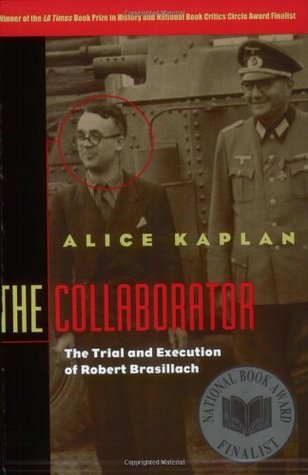 Winner of the LA Times Book Prize in History and National Book Critics Circle Award Finalist
ALICE KAPLAN
THE COLLABORATOR
The Trial and Execution
of Robert Brasillach
NATIONAL BOOK AWARD
FINALIST